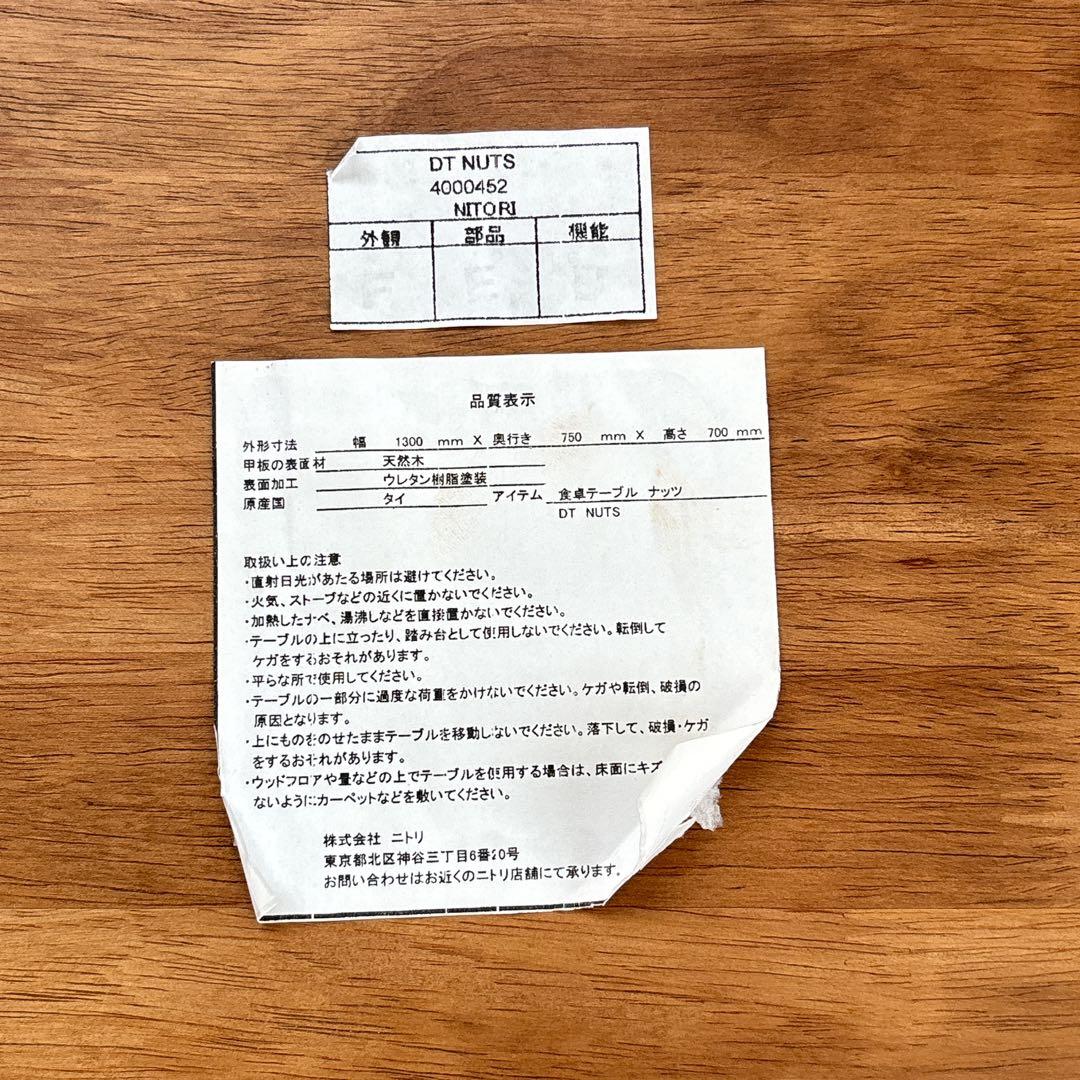 DT NUTS
4000452
NITORI
外観 部品 機能
品質表示
外形寸法 幅 1300 mm X 奥行き 750 mm X 高さ 700 mm
甲板の表面材 天然木
表面加工 ウレタン樹脂塗装
原産国 タイ アイテム 食卓テーブル ナッツ
DT NUTS
取扱い上の注意
・直射日光があたる場所は避けてください。
・火気、ストーブなどの近くに置かないでください。
・加熱したナベ、湯沸しなどを直接置かないでください。
・テーブルの上に立ったり、踏み台として使用しないでください。転倒して
ケガをするおそれがあります。
・平らな所で使用してください。
・テーブルの一部分に過度な荷重をかけないでください。ケガや転倒、破損の
原因となります。
・上にものをのせたままテーブルを移動しないでください。落下して、破損・ケガ
をするおそれがあります。
・ウッドフロアや畳などの上でテーブルを使用する場合は、床面にキズ
ないようにカーペットなどを敷いてください。
株式会社 ニトリ
東京都北区神谷三丁目6番20号
お問い合わせはお近くのニトリ店舗にて承ります。